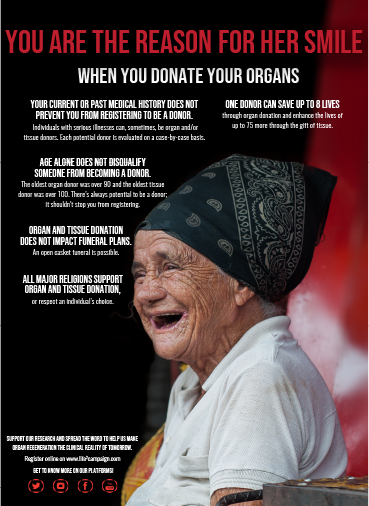 YOU ARE THE REASON FOR HER SMILE
WHEN YOU DONATE YOUR ORGANS
YOUR CURRENT OR PAST MEDICAL HISTORY DOES NOT
PREVENT YOU FROM REGISTERING TO BE A DONOR.
Individuals with serious illnesses can, sometimes, be organ and/or
tissue donors. Each potential donor is evaluated on a case-by-case basis.
ONE DONOR CAN SAVE UP TO 8 LIVES
through organ donation and enhance the lives of
up to 75 more through the gift of tissue.
AGE ALONE DOES NOT DISQUALIFY
SOMEONE FROM BECOMING A DONOR.
The oldest organ donor was over 90 and the oldest tissue
donor was over 100. There's always potential to be a donor;
it shouldn't stop you from registering.
ORGAN AND TISSUE DONATION
DOES NOT IMPACT FUNERAL PLANS.
An open casket funeral is possible.
ALL MAJOR RELIGIONS SUPPORT
ORGAN AND TISSUE DONATION,
or respect an individual's choice.
SUPPORT OUR RESEARCH AND SPREAD THE WORD TO HELP US MAKE
ORGAN REGENERATION THE CLINICAL REALITY OF TOMORROW.
Register online on
GET TO KNOW MORE ON OUR PLATFORMS!